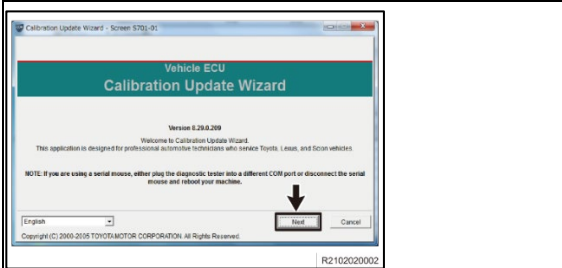 Calibration Update Wizard - Screen S701-01
Vehicle ECU
Calibration Update Wizard
Version 8.29.0.209
Welcome to Calibration Update Wizard.
This application is designed for professional automotive technicians who service Toyota, Lexus, and Scion vehicles
NOTE: If you are using a serial mouse, either plug the diagnostic tester into a different COM port or disconnect the serial
mouse and reboot your machine.
English
Next
Cancel
Copyright (C) 2000-2005 TOYOTAMOTOR CORPORATION. All Rights Reserved.
R2102020002